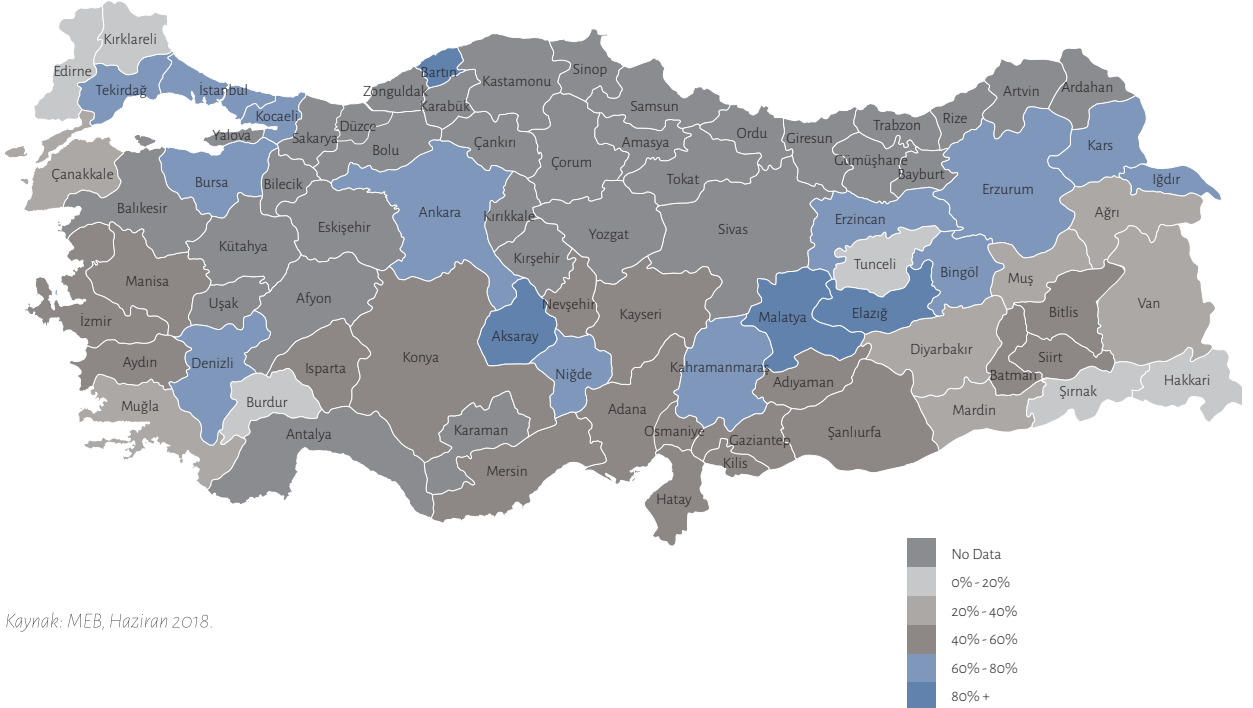 Kırklareli
Edirne
Tekirdağ
İstanbul
Kocaeli
Yalova
Sakarya
Düzce
Bolu
Zonguldak
Bartın
Karabük
Kastamonu
Sinop
Samsun
Çankırı
Çorum
Amasya
Tokat
Ordu
Giresun
Trabzon
Gümüşhane
Bayburt
Rize
Artvin
Ardahan
Kars
Iğdır
Erzurum
Erzincan
Ağrı
Çanakkale
Balıkesir
Bursa
Bilecik
Kütahya
Eskişehir
Ankara
Kırıkkale
Kırşehir
Yozgat
Sivas
Tunceli
Bingöl
Muş
Van
Bitlis
Manisa
İzmir
Uşak
Afyon
Aksaray
Nevşehir
Kayseri
Malatya
Elazığ
Diyarbakır
Siirt
Batman
Aydın
Denizli
Isparta
Konya
Niğde
Kahramanmaraş
Adıyaman
Şırnak
Hakkari
Muğla
Burdur
Antalya
Karaman
Mersin
Adana
Osmaniye
Gaziantep
Kilis
Şanlıurfa
Mardin
Hatay
No Data
0% - 20%
20% - 40%
40% - 60%
60% - 80%
80% +
Kaynak: MEB, Haziran 2018.